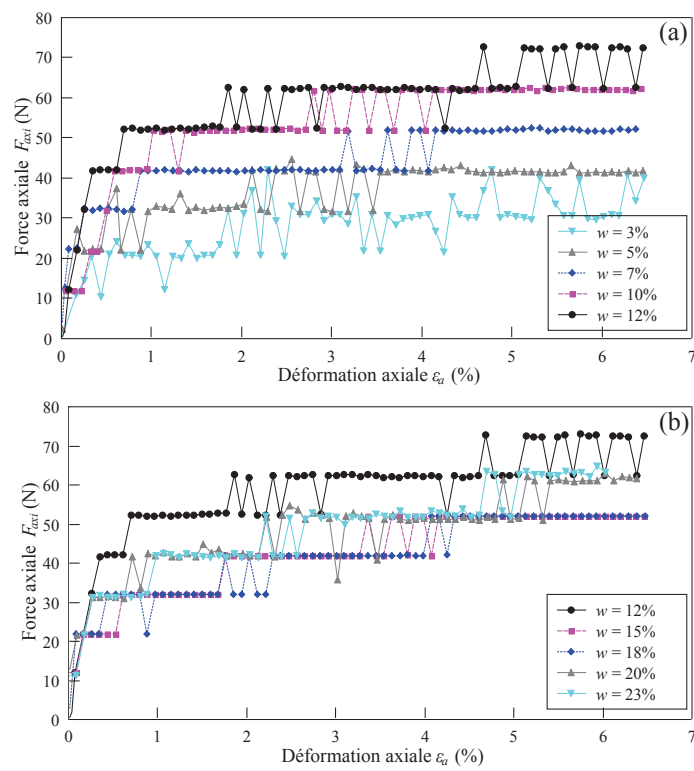 (a)
80
70
60
50
40
30
20
10
0
Force axiale F_axi (N)
w = 3%
w = 5%
w = 7%
w = 10%
w = 12%
0 1 2 3 4 5 6 7
Déformation axiale ε_a (%)
(b)
80
70
60
50
40
30
20
10
0
Force axiale F_axi (N)
w = 12%
w = 15%
w = 18%
w = 20%
w = 23%
0 1 2 3 4 5 6 7
Déformation axiale ε_a (%)